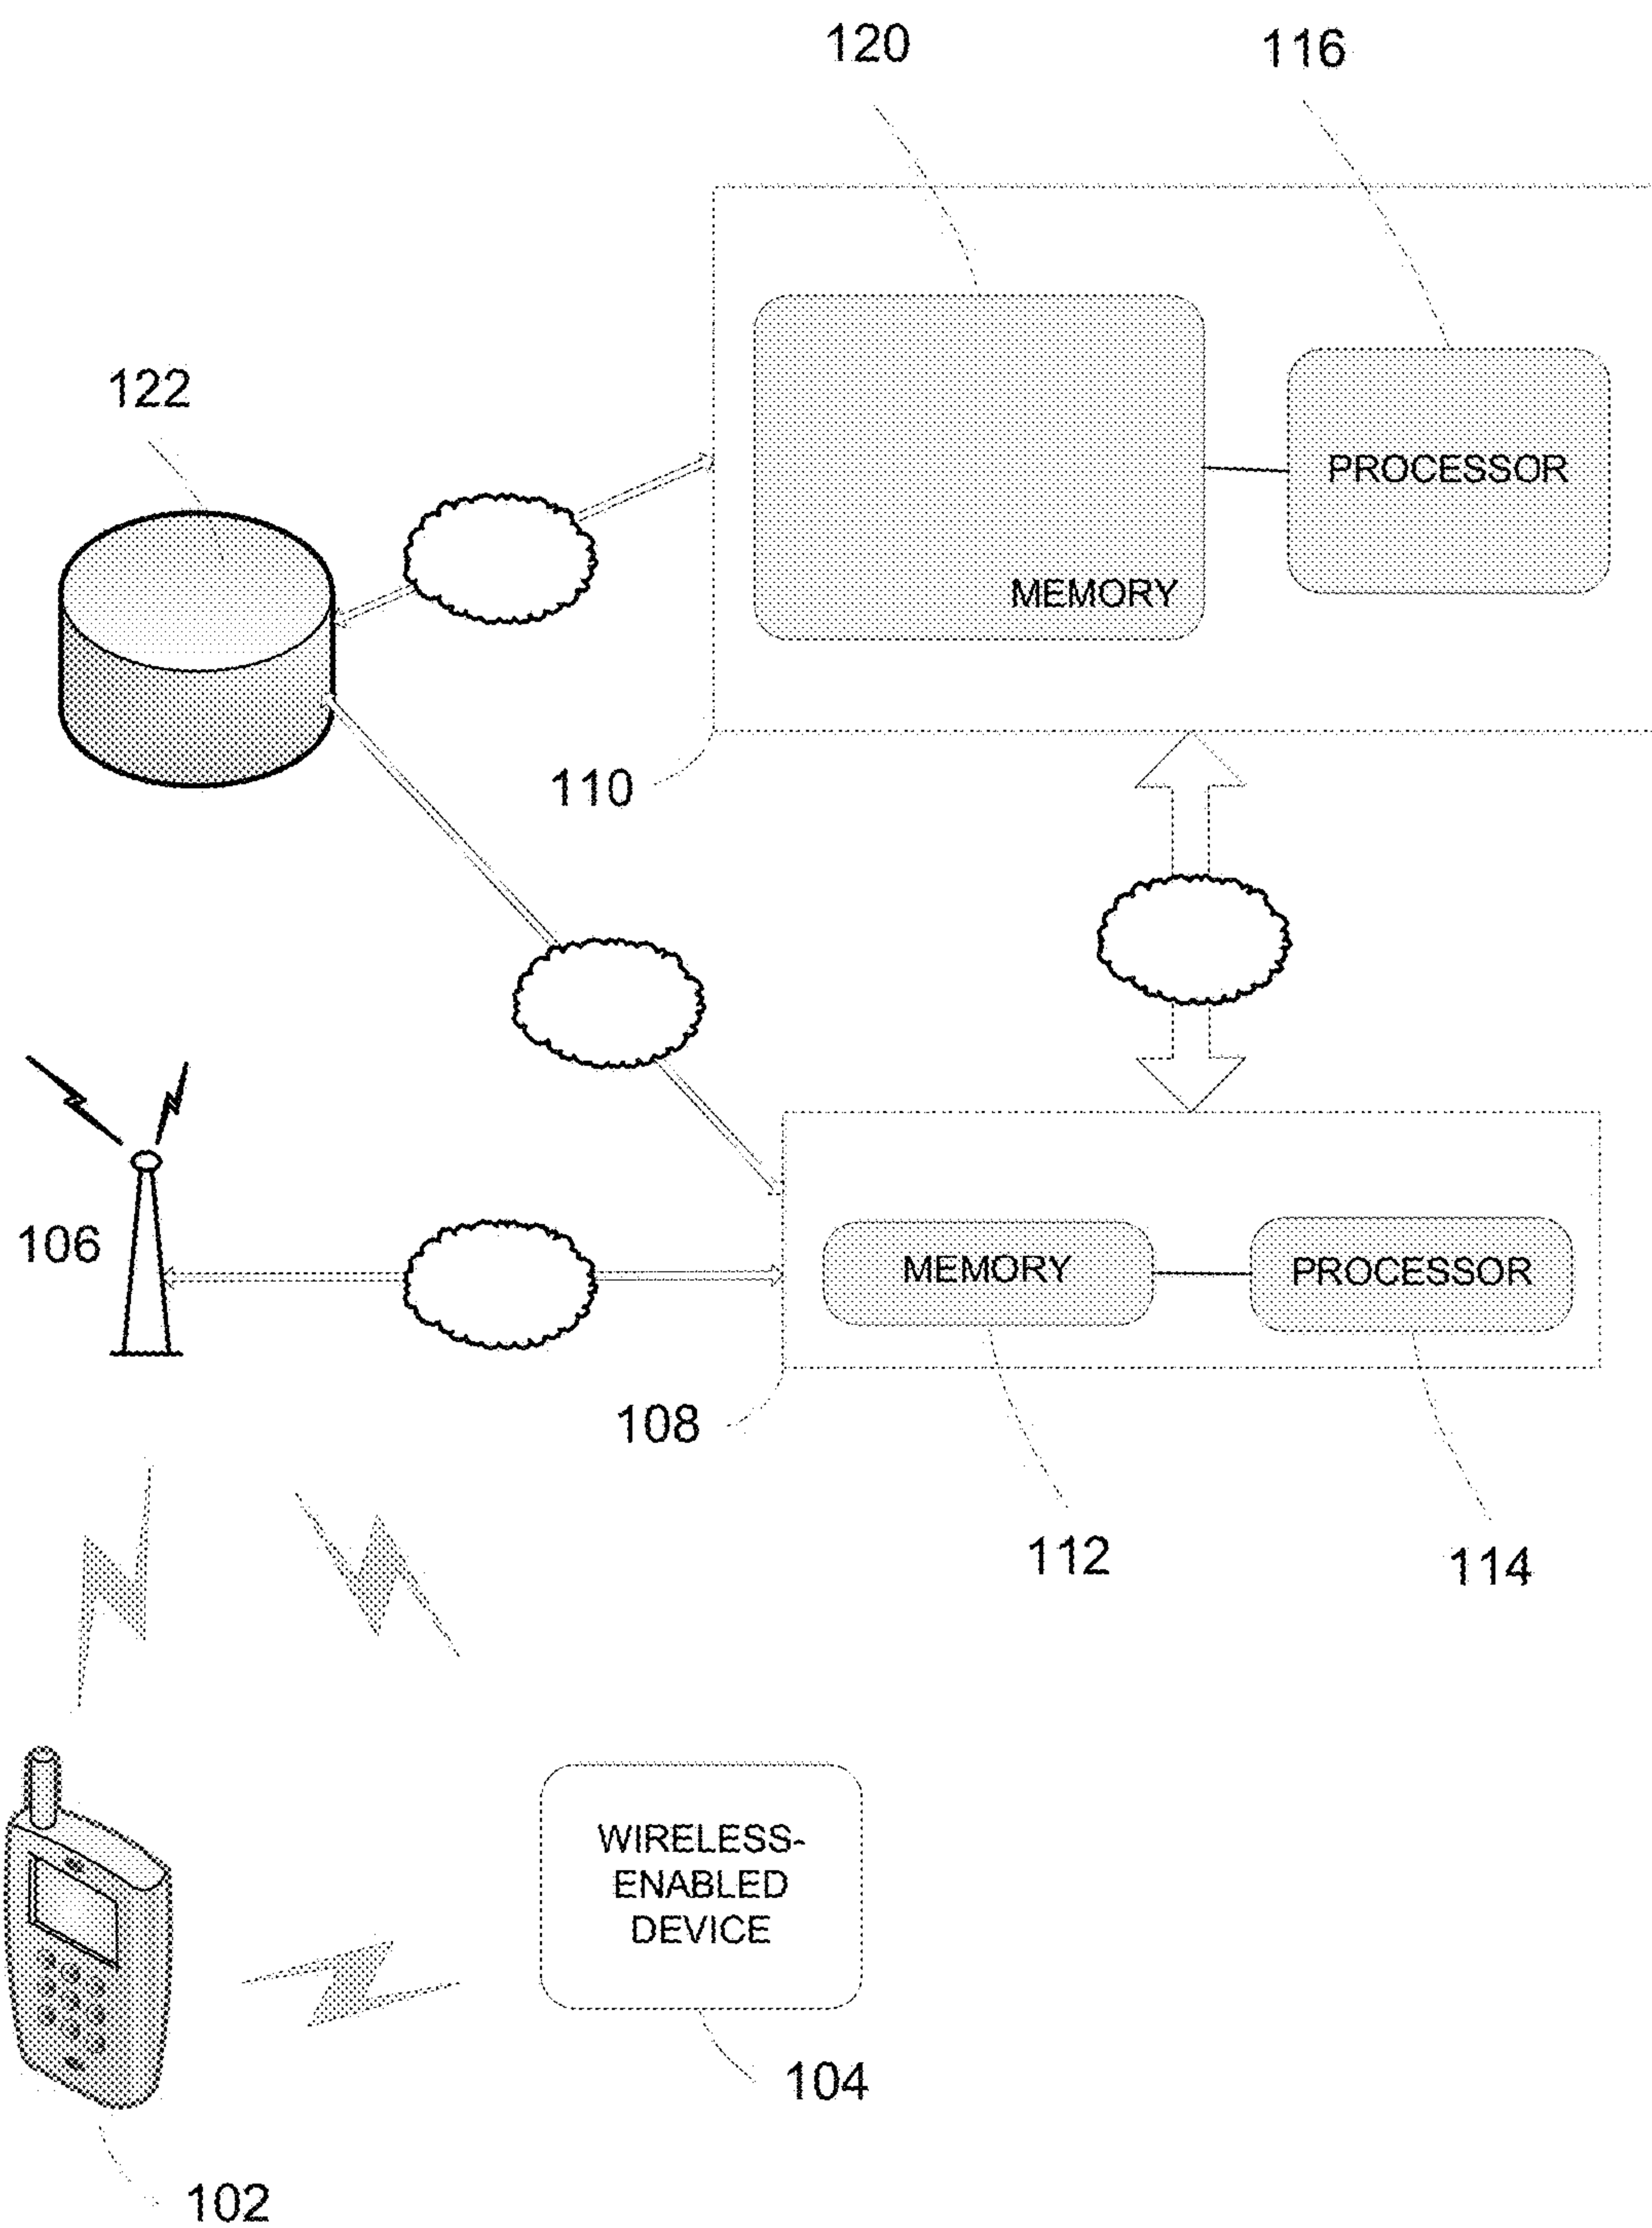 120
116
122
PROCESSOR
MEMORY
110
106
MEMORY
PROCESSOR
108
112
114
WIRELESS-
ENABLED
DEVICE
104
102